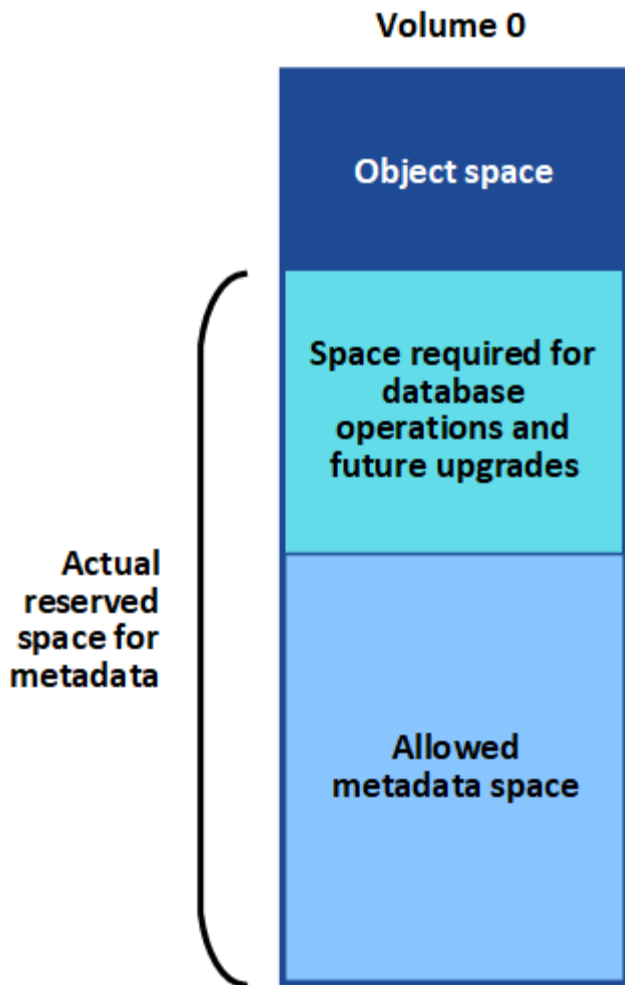 Volume 0
Object space
Space required for
database
operations and
future upgrades
Actual
reserved
space for
metadata
Allowed
metadata space